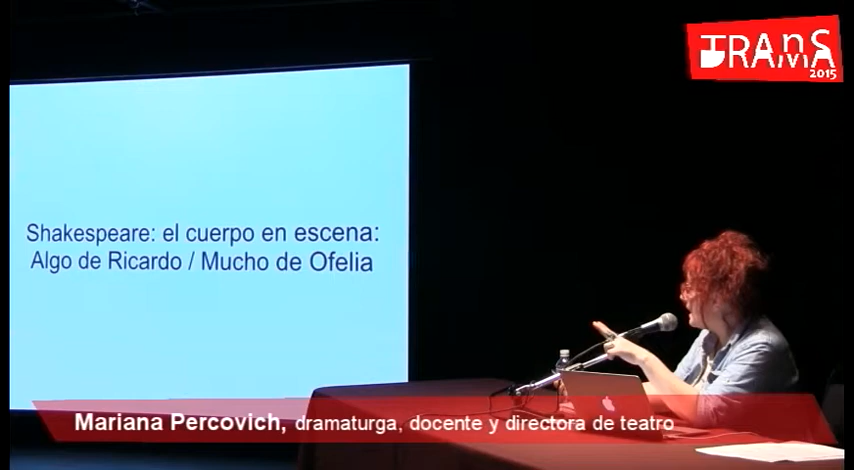 TRANS
DRAMA
2015
Shakespeare: el cuerpo en escena:
Algo de Ricardo / Mucho de Ofelia
Mariana Percovich, dramaturga, docente y directora de teatro